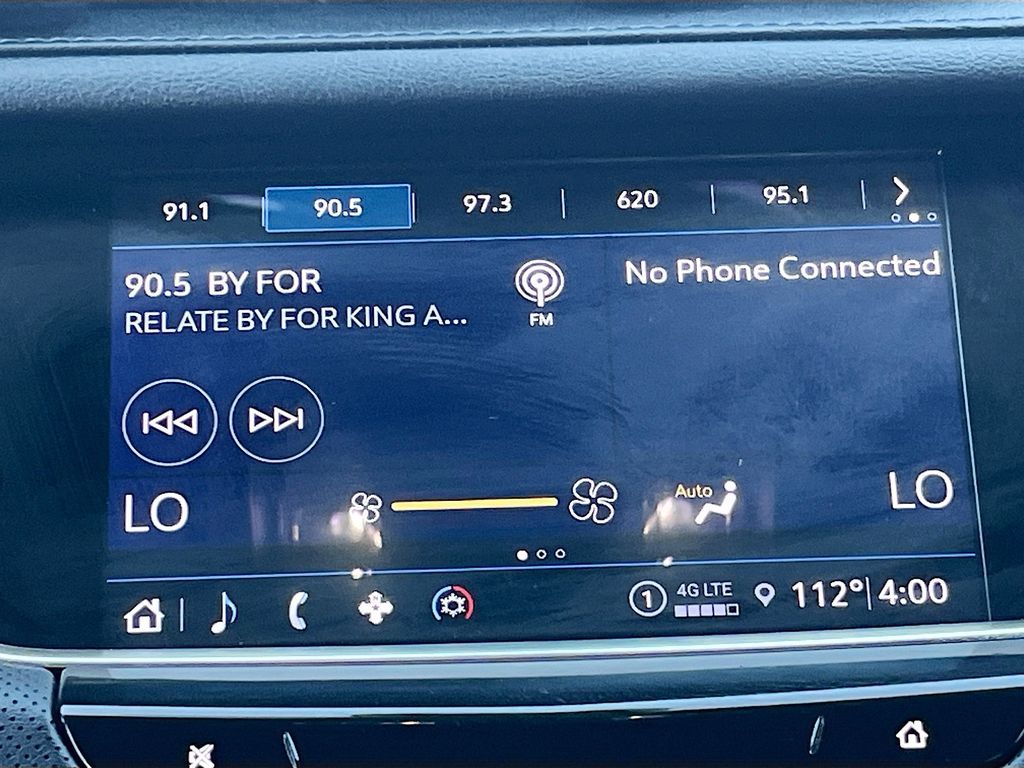 91.1 90.5 97.3 620 95.1
90.5 BY FOR
RELATE BY FOR KING A...
FM
No Phone Connected
LO
Auto
LO
1 4G LTE 112° 4:00